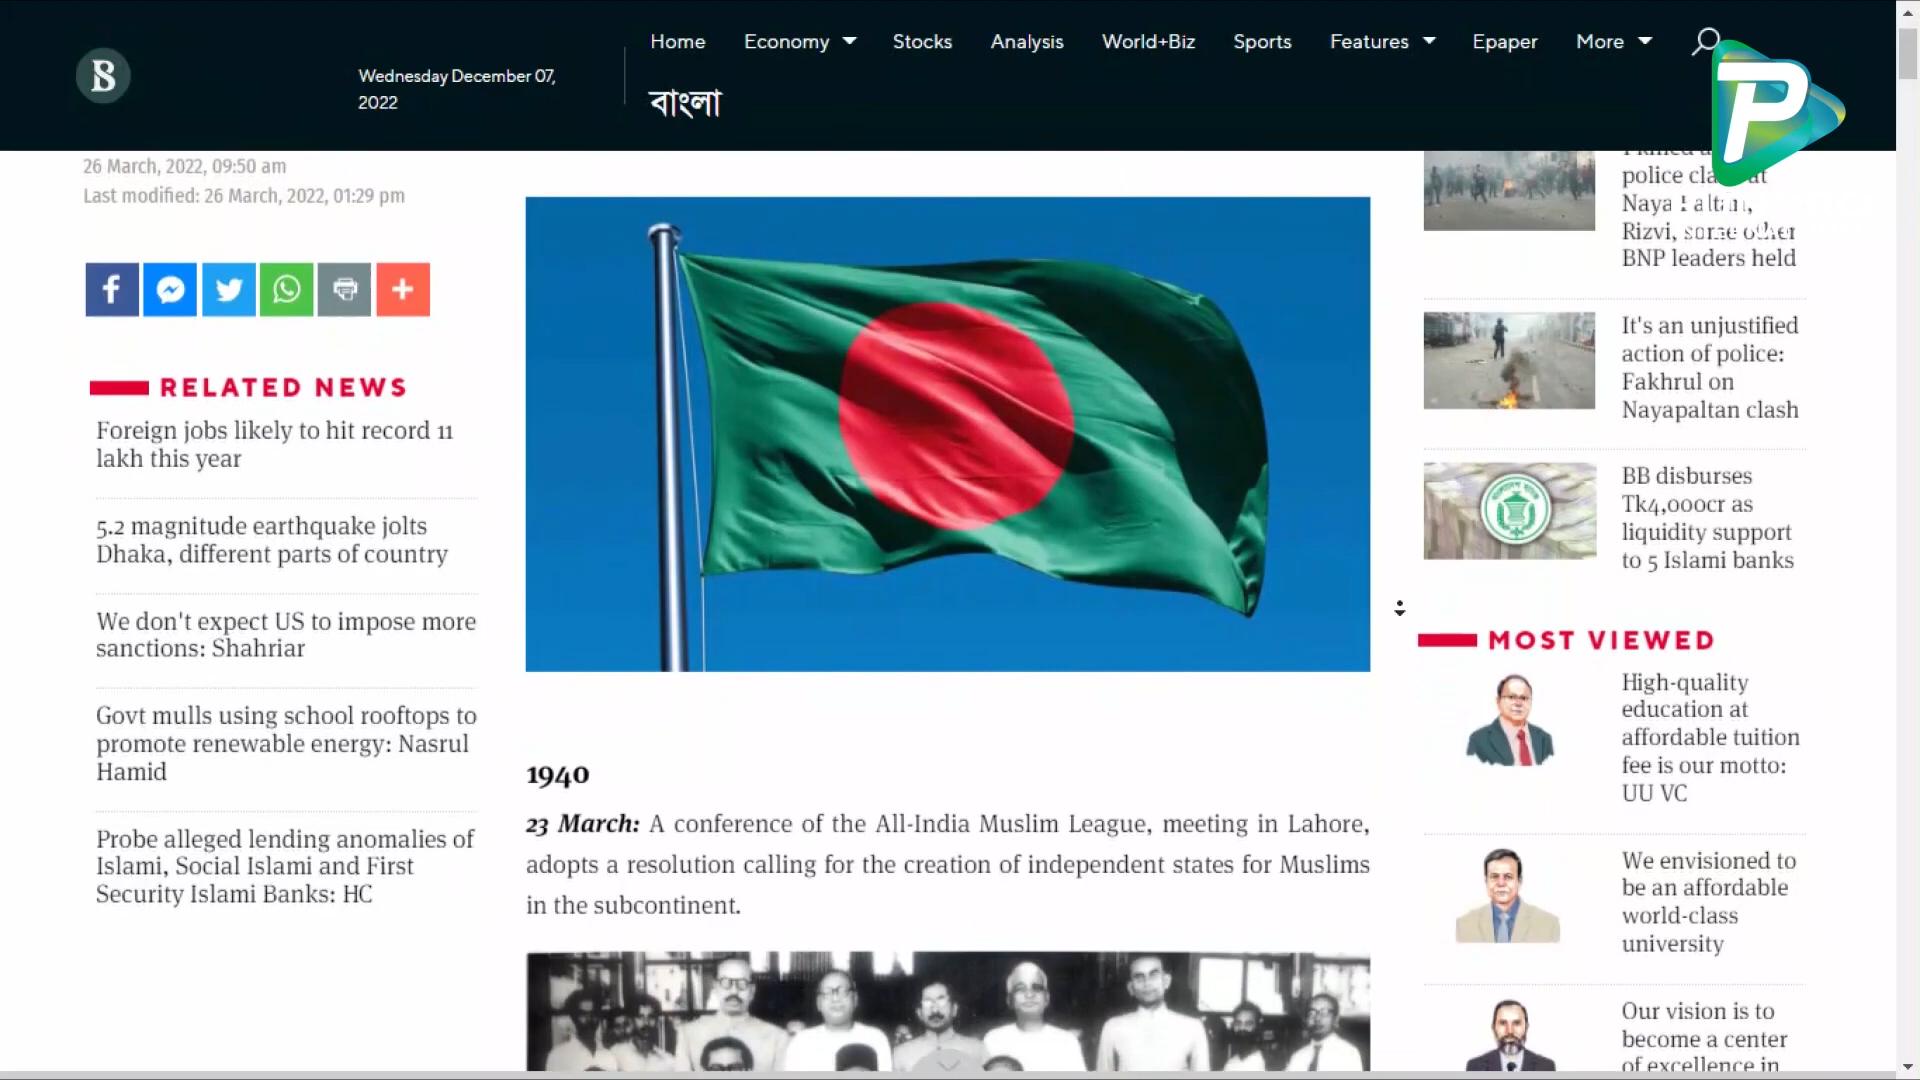 Home Economy Stocks Analysis World+Biz Sports Features Epaper More
B
Wednesday December 07,
2022
বাংলা
P
26 March, 2022, 09:50 am
Last modified: 26 March, 2022, 01:29 pm
RELATED NEWS
Foreign jobs likely to hit record 11
lakh this year
5.2 magnitude earthquake jolts
Dhaka, different parts of country
We don't expect US to impose more
sanctions: Shahriar
Govt mulls using school rooftops to
promote renewable energy: Nasrul
Hamid
Probe alleged lending anomalies of
Islami, Social Islami and First
Security Islami Banks: HC
1940
23 March: A conference of the All-India Muslim League, meeting in Lahore,
adopts a resolution calling for the creation of independent states for Muslims
in the subcontinent.
police at
Naya
Rizvi, some other
BNP leaders held
It's an unjustified
action of police:
Fakhrul on
Nayapaltan clash
BB disburses
Tk4,000cr as
liquidity support
to 5 Islami banks
MOST VIEWED
High-quality
education at
affordable tuition
fee is our motto:
UU VC
We envisioned to
be an affordable
world-class
university
Our vision is to
become a center
of excellence in